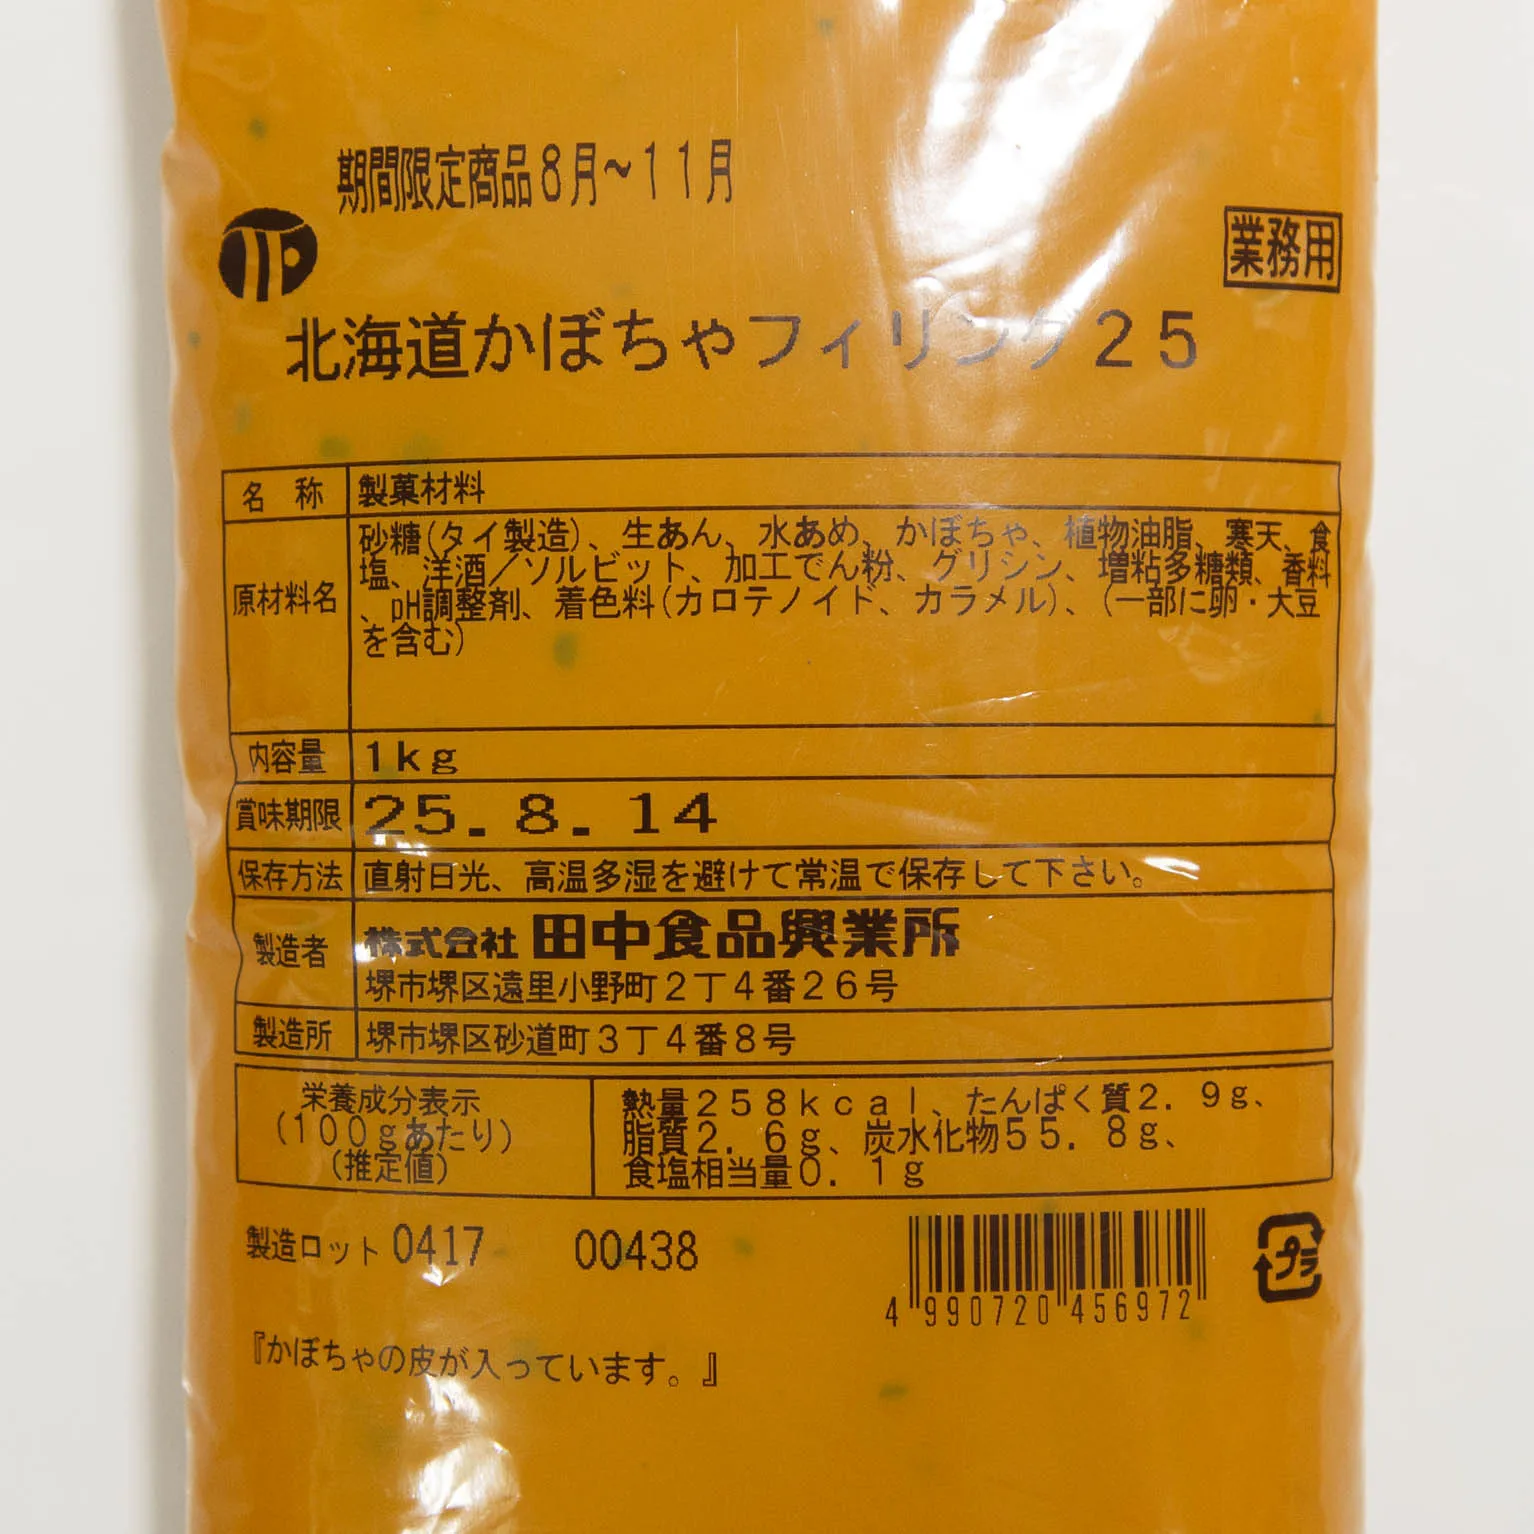 期間限定商品8月~11月
業務用
北海道かぼちゃフィリング25
名 称 製菓材料
原材料名 砂糖(タイ製造)、生あん、水あめ、かぼちゃ、植物油脂、寒天、食
塩、洋酒/ソルビット、加工でん粉、グリシン、増粘多糖類、香料
、pH調整剤、着色料(カロテノイド、カラメル)、(一部に卵・大豆
を含む)
内容量 1kg
賞味期限 25.8.14
保存方法 直射日光、高温多湿を避けて常温で保存して下さい。
製造者 株式会社 田中食品興業所
堺市堺区遠里小野町2丁4番26号
製造所 堺市堺区砂道町3丁4番8号
栄養成分表示
(100gあたり)
(推定値)
熱量258kcal、たんぱく質2.9g、
脂質2.6g、炭水化物55.8g、
食塩相当量0.1g
製造ロット 0417 00438
4 990720 456972
プラ
『かぼちゃの皮が入っています。』